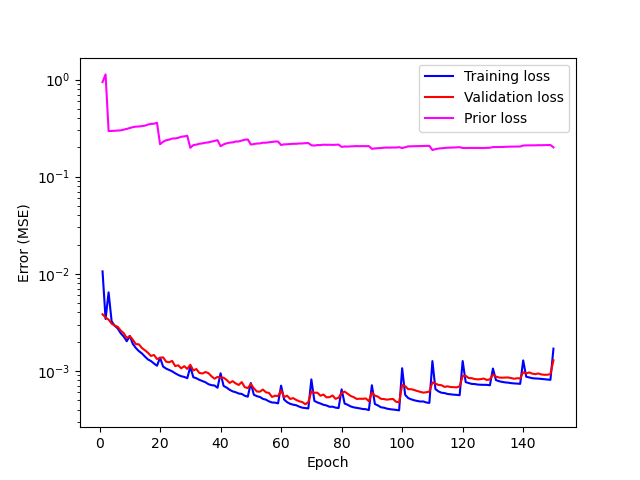 Training loss
Validation loss
Prior loss
10⁰
10⁻¹
10⁻²
10⁻³
Error (MSE)
0 20 40 60 80 100 120 140
Epoch